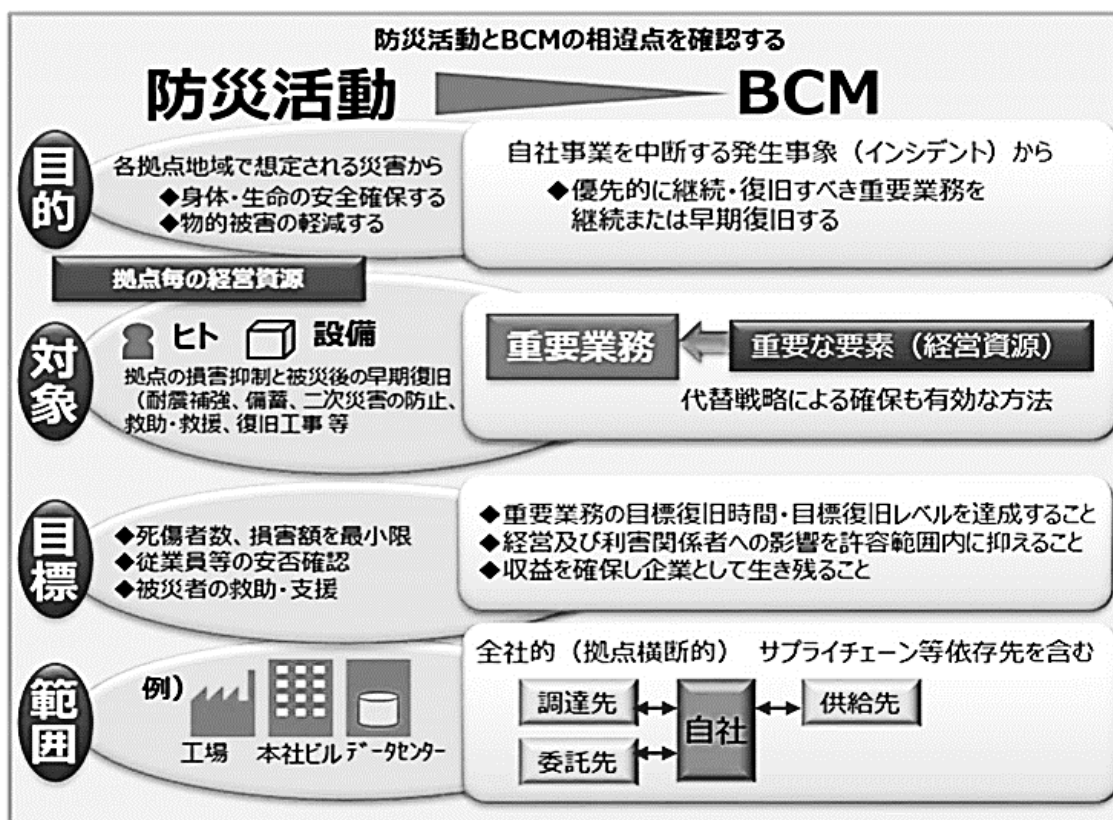 防災活動とBCMの相違点を確認する
防災活動
BCM
目的
各拠点地域で想定される災害から
◆身体・生命の安全確保する
◆物的被害の軽減する
自社事業を中断する発生事象（インシデント）から
◆優先的に継続・復旧すべき重要業務を
継続または早期復旧する
拠点毎の経営資源
対象
ヒト
設備
拠点の損害抑制と被災後の早期復旧
（耐震補強、備蓄、二次災害の防止、
救助・救援、復旧工事 等
重要業務
重要な要素（経営資源）
代替戦略による確保も有効な方法
目標
◆死傷者数、損害額を最小限
◆従業員等の安否確認
◆被災者の救助・支援
◆重要業務の目標復旧時間・目標復旧レベルを達成すること
◆経営及び利害関係者への影響を許容範囲内に抑えること
◆収益を確保し企業として生き残ること
範囲
例）
工場
本社ビル
ﾃﾞｰﾀｾﾝﾀｰ
全社的（拠点横断的）　サプライチェーン等依存先を含む
調達先
委託先
自社
供給先